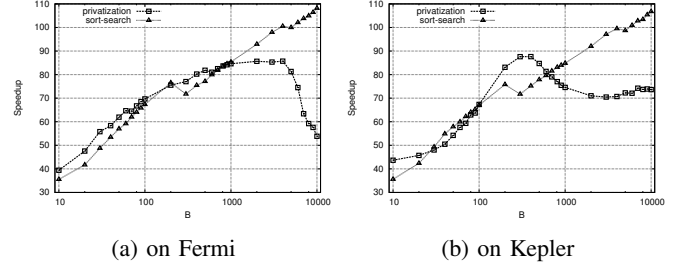 privatization
sort-search
110
100
90
80
70
60
50
40
30
Speedup
10 100 1000 10000
B
(a) on Fermi
privatization
sort-search
110
100
90
80
70
60
50
40
30
Speedup
10 100 1000 10000
B
(b) on Kepler